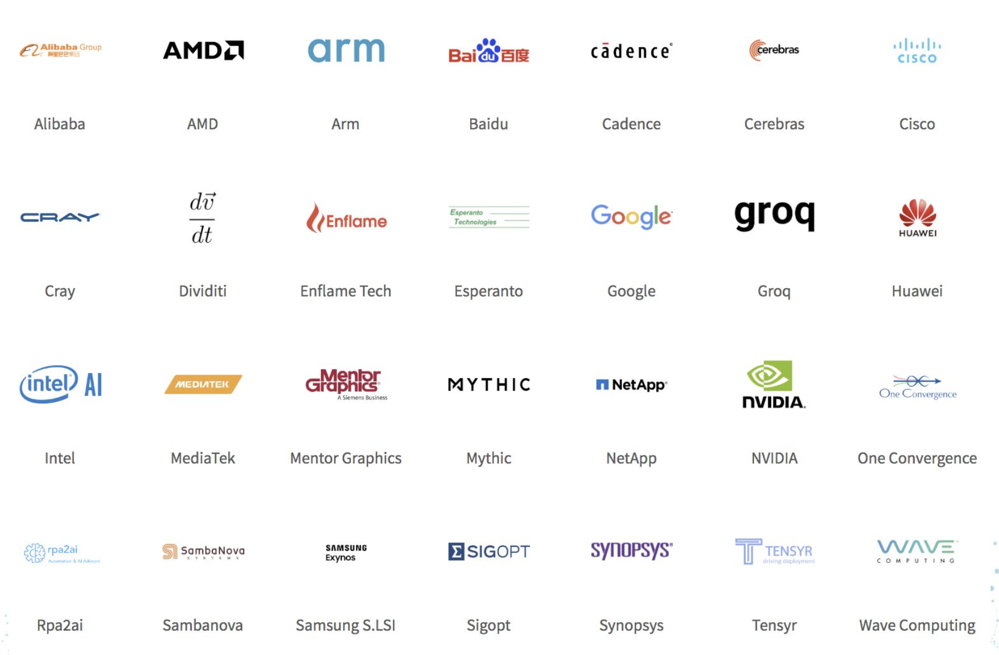 Alibaba Group
阿里巴巴集团
AMD
arm
Bai du 百度
cādence®
cerebras
CISCO
Alibaba
AMD
Arm
Baidu
Cadence
Cerebras
Cisco
CRAY
dv⃗
dt
Enflame
Esperanto
Technologies
Google
groq
HUAWEI
Cray
Dividiti
Enflame Tech
Esperanto
Google
Groq
Huawei
intel AI
MEDIATEK
Mentor
Graphics®
A Siemens Business
MYTHIC
NetApp®
NVIDIA.
One Convergence
Intel
MediaTek
Mentor Graphics
Mythic
NetApp
NVIDIA
One Convergence
rpa2ai
Automation & AI Advisors
SambaNova
SYSTEMS
SAMSUNG
Exynos
ΣSIGOPT
SYNOPSYS®
TENSYR
driving deployment
WAVE
COMPUTING
Rpa2ai
Sambanova
Samsung S.LSI
Sigopt
Synopsys
Tensyr
Wave Computing